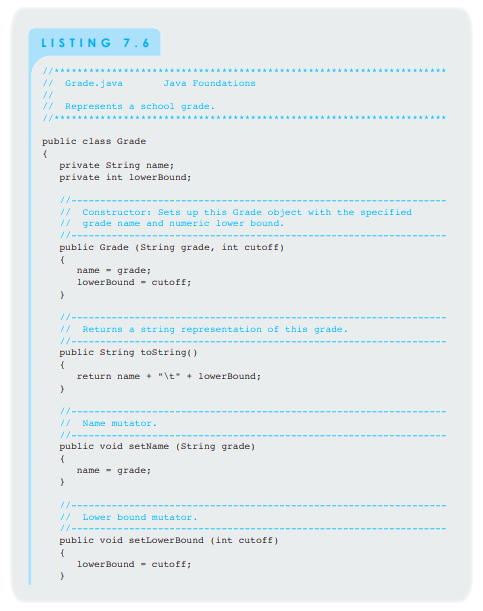 LISTING 7.6
//********************************************************************
//  Grade.java       Java Foundations
//
//  Represents a school grade.
//********************************************************************
public class Grade
{
   private String name;
   private int lowerBound;
   //-----------------------------------------------------------------
   //  Constructor: Sets up this Grade object with the specified
   //  grade name and numeric lower bound.
   //-----------------------------------------------------------------
   public Grade (String grade, int cutoff)
   {
      name = grade;
      lowerBound = cutoff;
   }
   //-----------------------------------------------------------------
   //  Returns a string representation of this grade.
   //-----------------------------------------------------------------
   public String toString()
   {
      return name + "\t" + lowerBound;
   }
   //-----------------------------------------------------------------
   //  Name mutator.
   //-----------------------------------------------------------------
   public void setName (String grade)
   {
      name = grade;
   }
   //-----------------------------------------------------------------
   //  Lower bound mutator.
   //-----------------------------------------------------------------
   public void setLowerBound (int cutoff)
   {
      lowerBound = cutoff;
   }